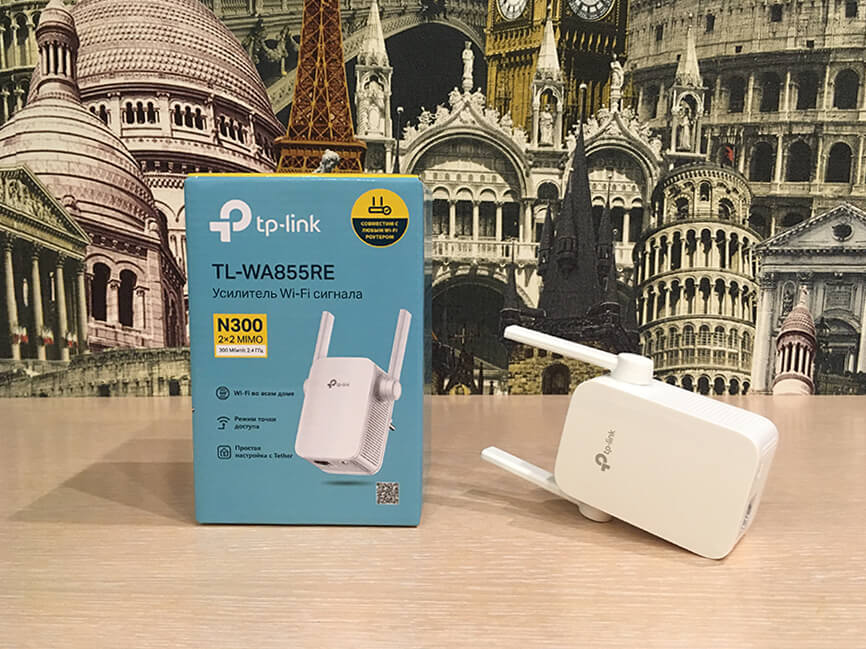 tp-link
СОВМЕСТИМ С
ЛЮБЫМ WI-FI
РОУТЕРОМ
TL-WA855RE
Усилитель Wi-Fi сигнала
N300
2×2 MIMO
300 Мбит/с 2,4 ГГц
Wi-Fi во всем доме
Режим точки
доступа
Простая
настройка с Tether
tp-link
tp-link